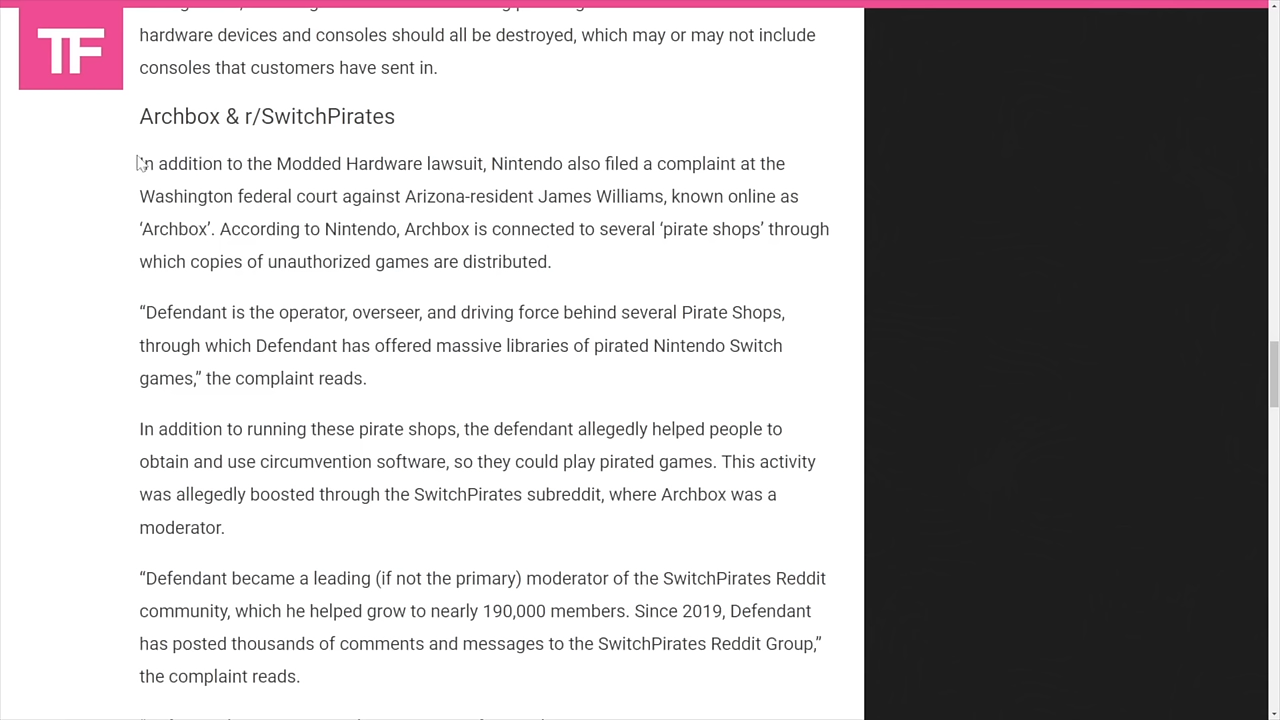 TF
hardware devices and consoles should all be destroyed, which may or may not include
consoles that customers have sent in.
Archbox & r/SwitchPirates
In addition to the Modded Hardware lawsuit, Nintendo also filed a complaint at the
Washington federal court against Arizona-resident James Williams, known online as
‘Archbox’. According to Nintendo, Archbox is connected to several ‘pirate shops’ through
which copies of unauthorized games are distributed.
“Defendant is the operator, overseer, and driving force behind several Pirate Shops,
through which Defendant has offered massive libraries of pirated Nintendo Switch
games,” the complaint reads.
In addition to running these pirate shops, the defendant allegedly helped people to
obtain and use circumvention software, so they could play pirated games. This activity
was allegedly boosted through the SwitchPirates subreddit, where Archbox was a
moderator.
“Defendant became a leading (if not the primary) moderator of the SwitchPirates Reddit
community, which he helped grow to nearly 190,000 members. Since 2019, Defendant
has posted thousands of comments and messages to the SwitchPirates Reddit Group,”
the complaint reads.